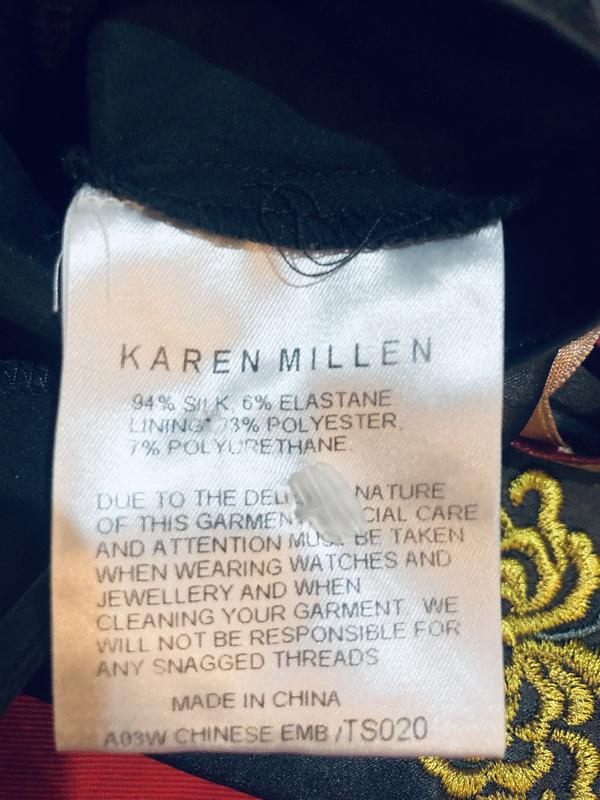 KAREN MILLEN
94% SILK, 6% ELASTANE
LINING* 93% POLYESTER,
7% POLYURETHANE.
DUE TO THE NATURE
OF THIS GARMENT CARE
AND ATTENTION MUST BE TAKEN
WHEN WEARING WATCHES AND
JEWELLERY AND WHEN
CLEANING YOUR GARMENT. WE
WILL NOT BE RESPONSIBLE FOR
ANY SNAGGED THREADS
MADE IN CHINA
A03W CHINESE EMB /TS020